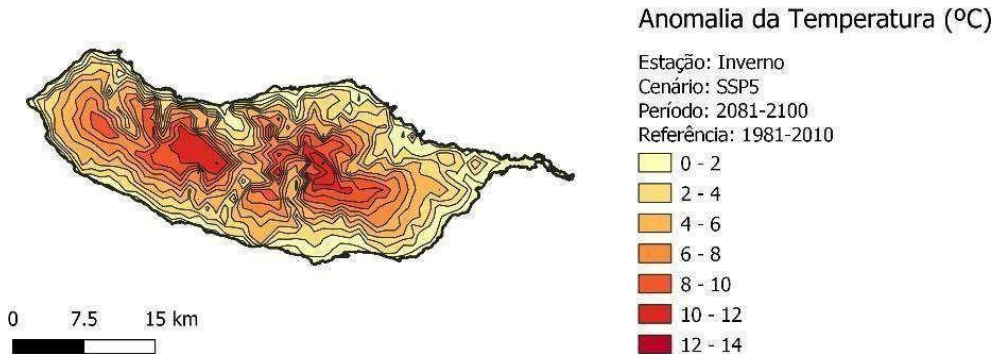 Anomalia da Temperatura (ºC)
Estação: Inverno
Cenário: SSP5
Período: 2081-2100
Referência: 1981-2010
0 - 2
2 - 4
4 - 6
6 - 8
8 - 10
10 - 12
12 - 14
0 7.5 15 km